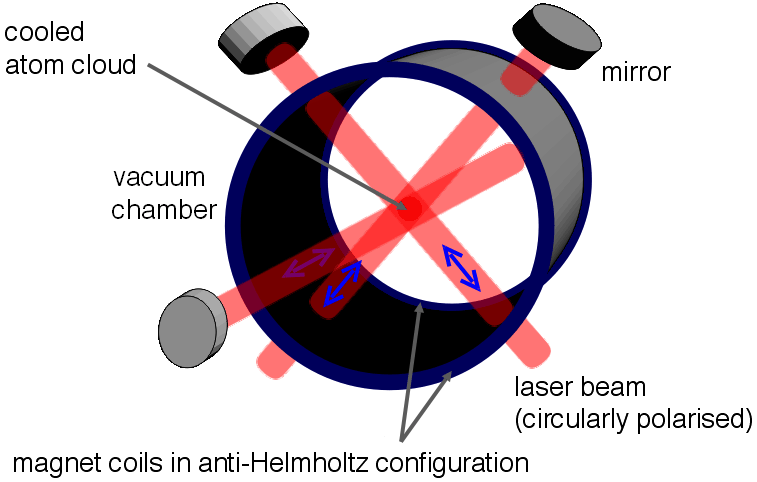 cooled
atom cloud
mirror
vacuum
chamber
laser beam
(circularly polarised)
magnet coils in anti-Helmholtz configuration